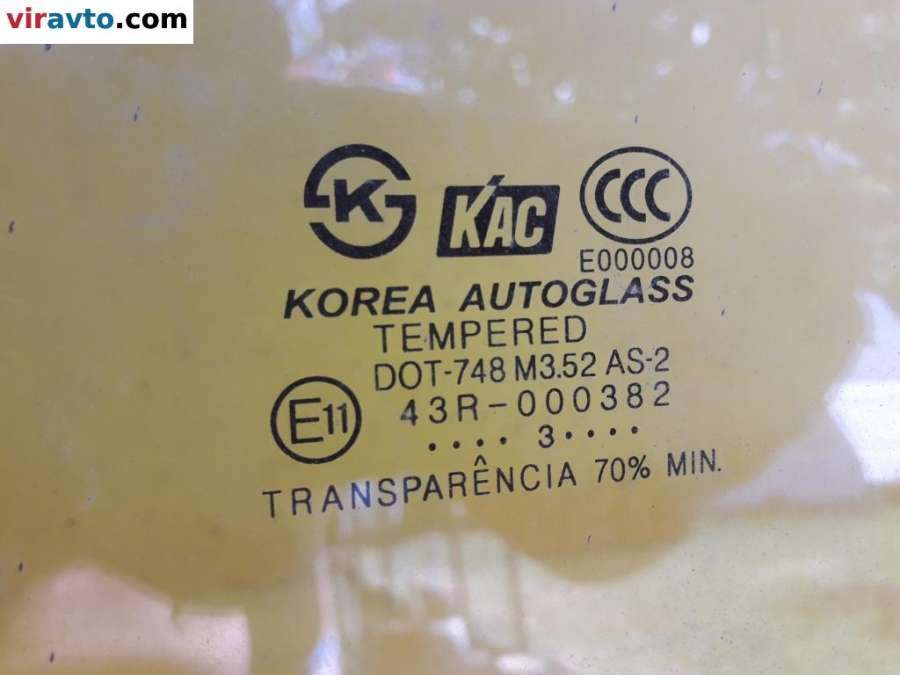 viravto.com
K
KAC
CCC
E000008
KOREA AUTOGLASS
TEMPERED
DOT-748 M3.52 AS-2
E11
43R-000382
.... 3 ....
TRANSPARÊNCIA 70% MIN.